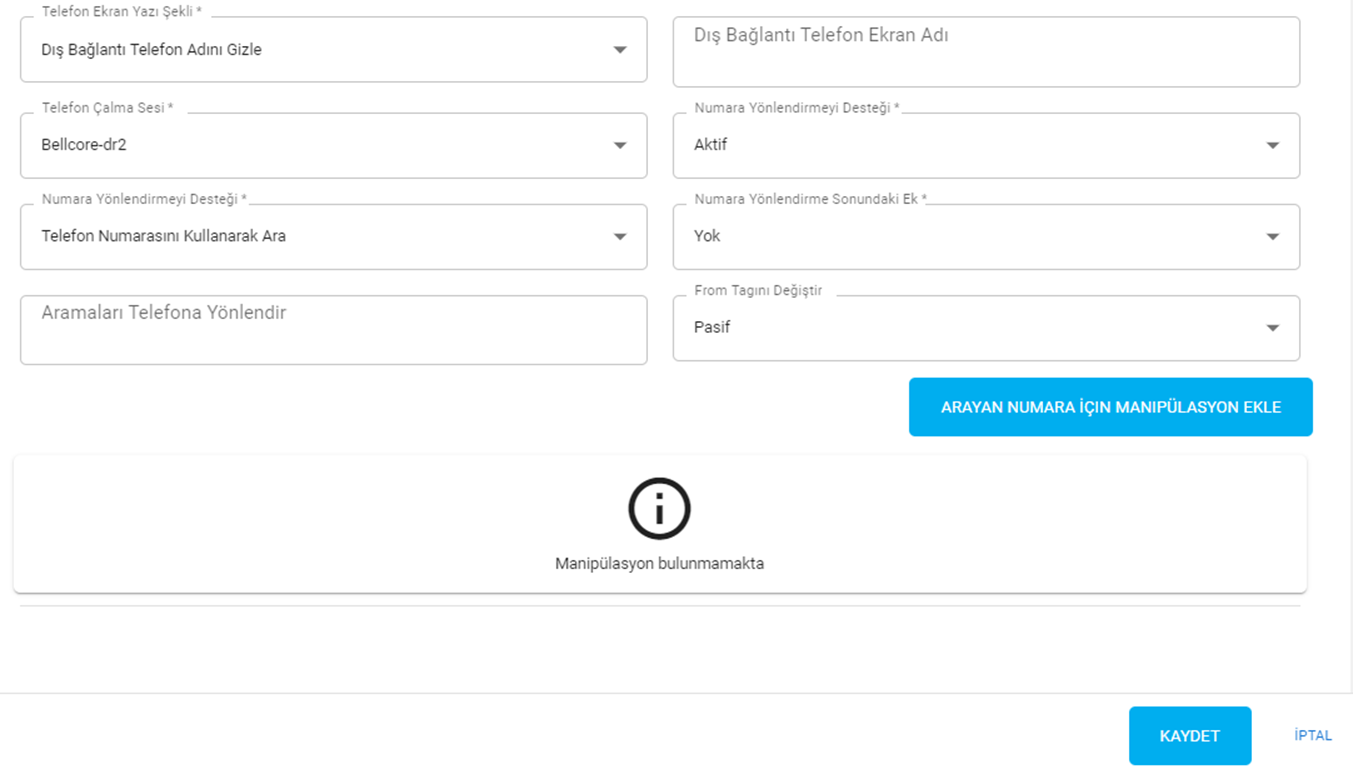 Telefon Ekran Yazı Şekli *
Dış Bağlantı Telefon Adını Gizle
Dış Bağlantı Telefon Ekran Adı
Telefon Çalma Sesi *
Bellcore-dr2
Numara Yönlendirmeyi Desteği *
Aktif
Numara Yönlendirmeyi Desteği *
Telefon Numarasını Kullanarak Ara
Numara Yönlendirme Sonundaki Ek *
Yok
Aramaları Telefona Yönlendir
From Tagını Değiştir
Pasif
ARAYAN NUMARA İÇİN MANİPÜLASYON EKLE
Manipülasyon bulunmamakta
KAYDET
İPTAL